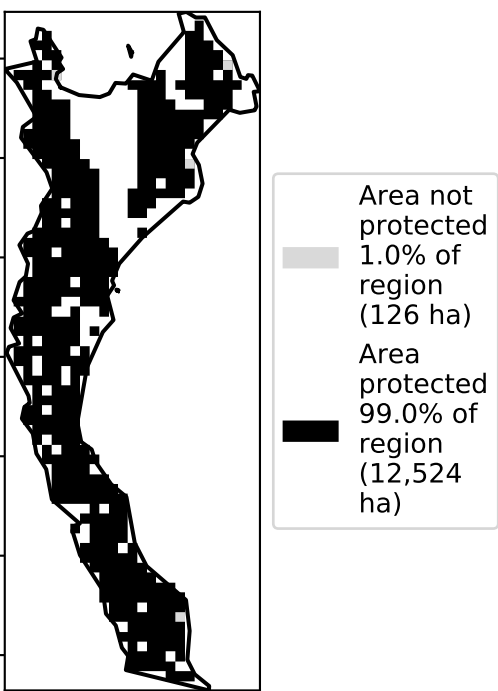 Area not
protected
1.0% of
region
(126 ha)
Area
protected
99.0% of
region
(12,524
ha)